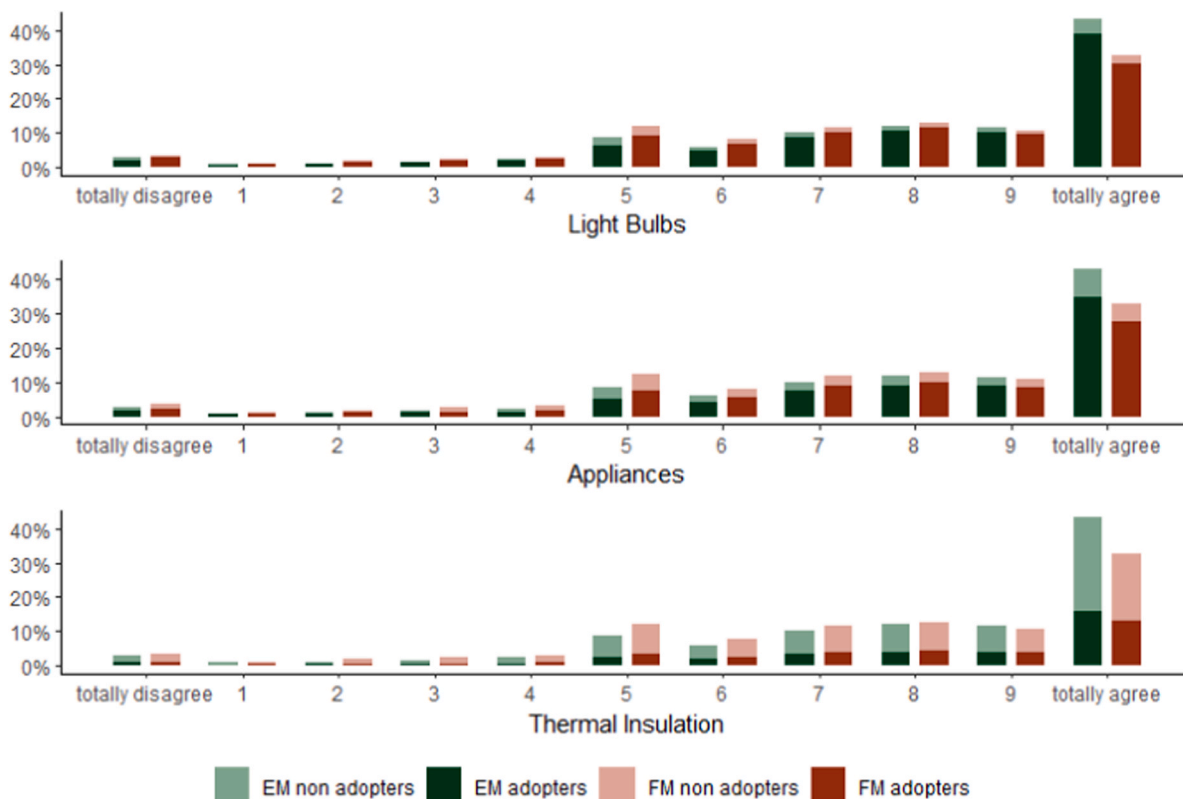 40%
30%
20%
10%
0%
totally disagree 1 2 3 4 5 6 7 8 9 totally agree
Light Bulbs
40%
30%
20%
10%
0%
totally disagree 1 2 3 4 5 6 7 8 9 totally agree
Appliances
40%
30%
20%
10%
0%
totally disagree 1 2 3 4 5 6 7 8 9 totally agree
Thermal Insulation
EM non adopters EM adopters FM non adopters FM adopters